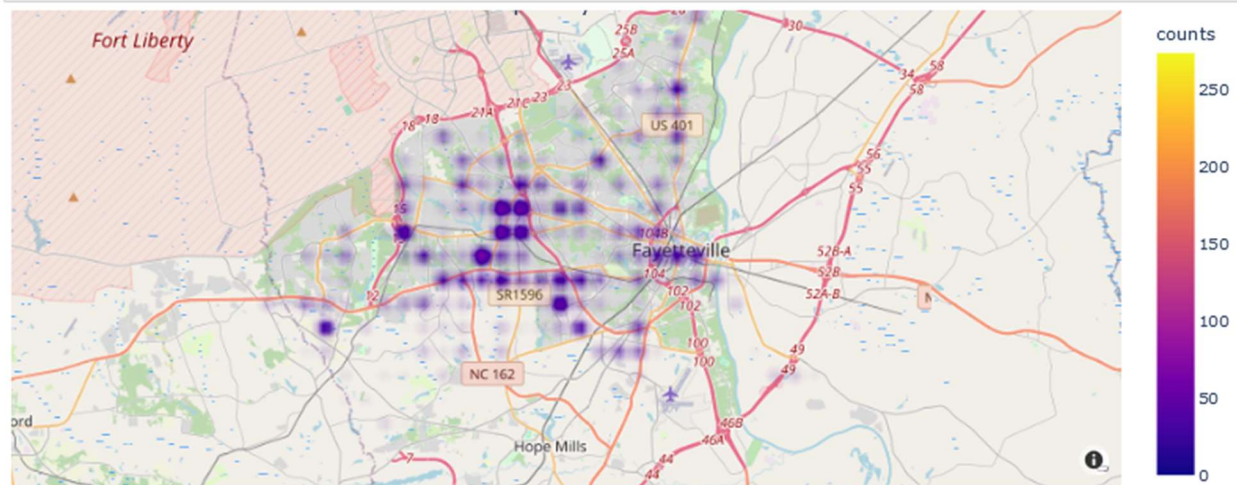 counts
250
200
150
100
50
0
Fort Liberty
25B
25A
30
34
58
58
23
23
21C
21A
18
18
US 401
56
55
55
15
104B
Fayetteville
52B-A
52B
52A-B
104
102
102
12
SR1596
N
100
100
49
49
NC 162
46B
46A
ord
Hope Mills
7
44
44
i